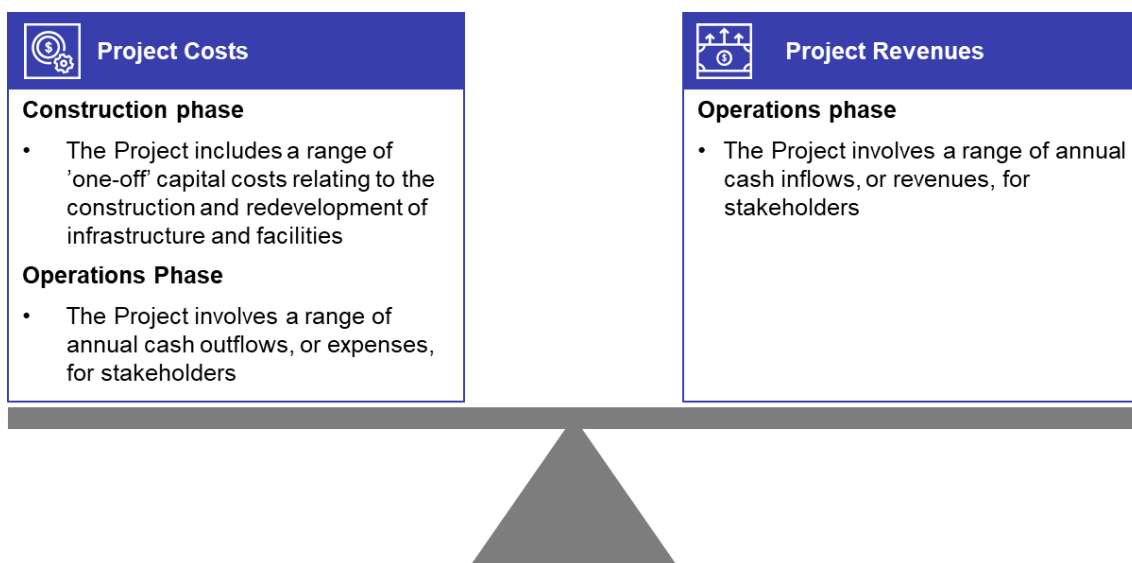 $
Project Costs
Construction phase
• The Project includes a range of
'one-off' capital costs relating to the
construction and redevelopment of
infrastructure and facilities
Operations Phase
• The Project involves a range of
annual cash outflows, or expenses,
for stakeholders
$
Project Revenues
Operations phase
• The Project involves a range of annual
cash inflows, or revenues, for
stakeholders